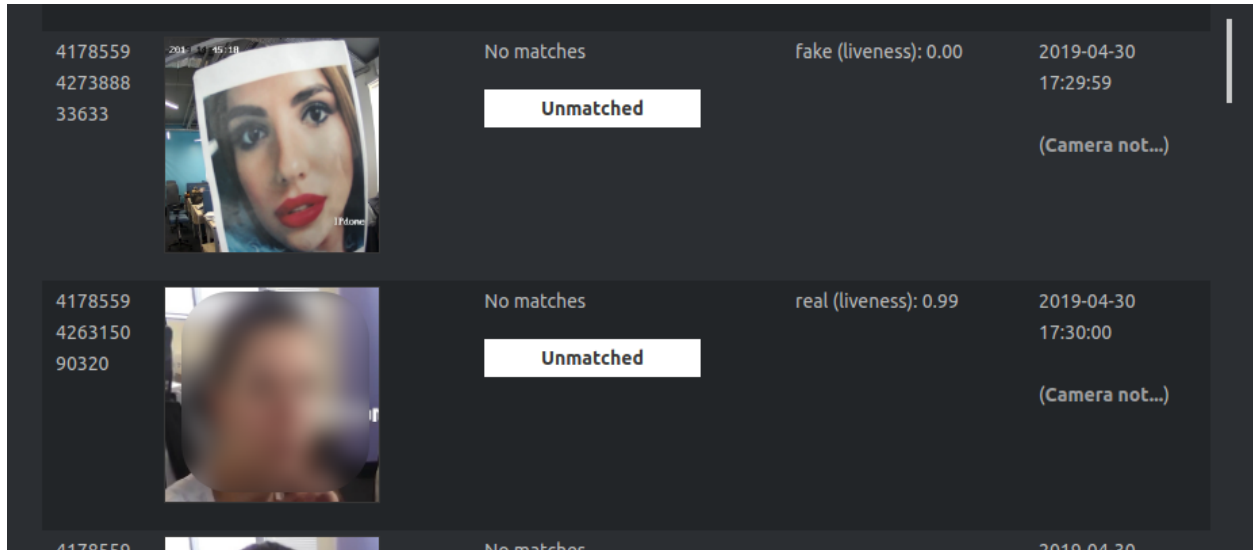 4178559
4273888
33633
45:18
IPdome
No matches
Unmatched
fake (liveness): 0.00
2019-04-30
17:29:59
(Camera not...)
4178559
4263150
90320
No matches
Unmatched
real (liveness): 0.99
2019-04-30
17:30:00
(Camera not...)
4178559
No matches
2019-04-30